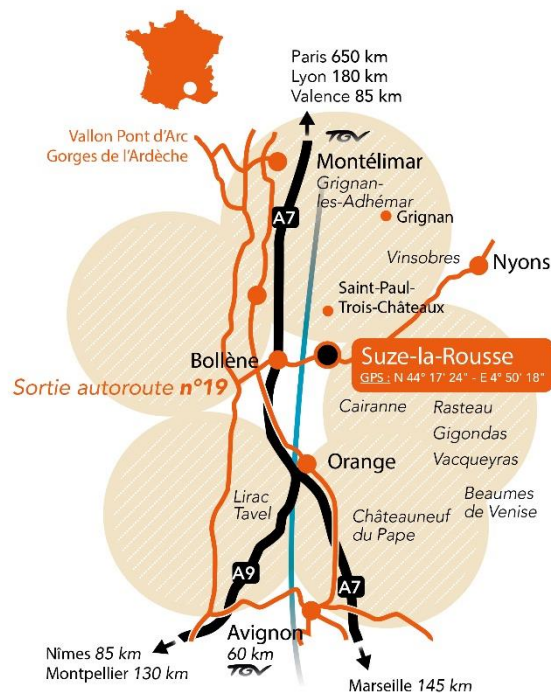 Paris 650 km
Lyon 180 km
Valence 85 km
TGV
Vallon Pont d'Arc
Gorges de l'Ardèche
Montélimar
Grignan-
les-Adhémar
A7
Grignan
Vinsobres
Nyons
Saint-Paul-
Trois-Châteaux
Bollène
Suze-la-Rousse
GPS : N 44° 17' 24" - E 4° 50' 18"
Sortie autoroute n°19
Cairanne
Rasteau
Gigondas
Vacqueyras
Orange
Beaumes
de Venise
Lirac
Tavel
Châteauneuf
du Pape
A9
A7
Avignon
60 km
TGV
Nîmes 85 km
Montpellier 130 km
Marseille 145 km